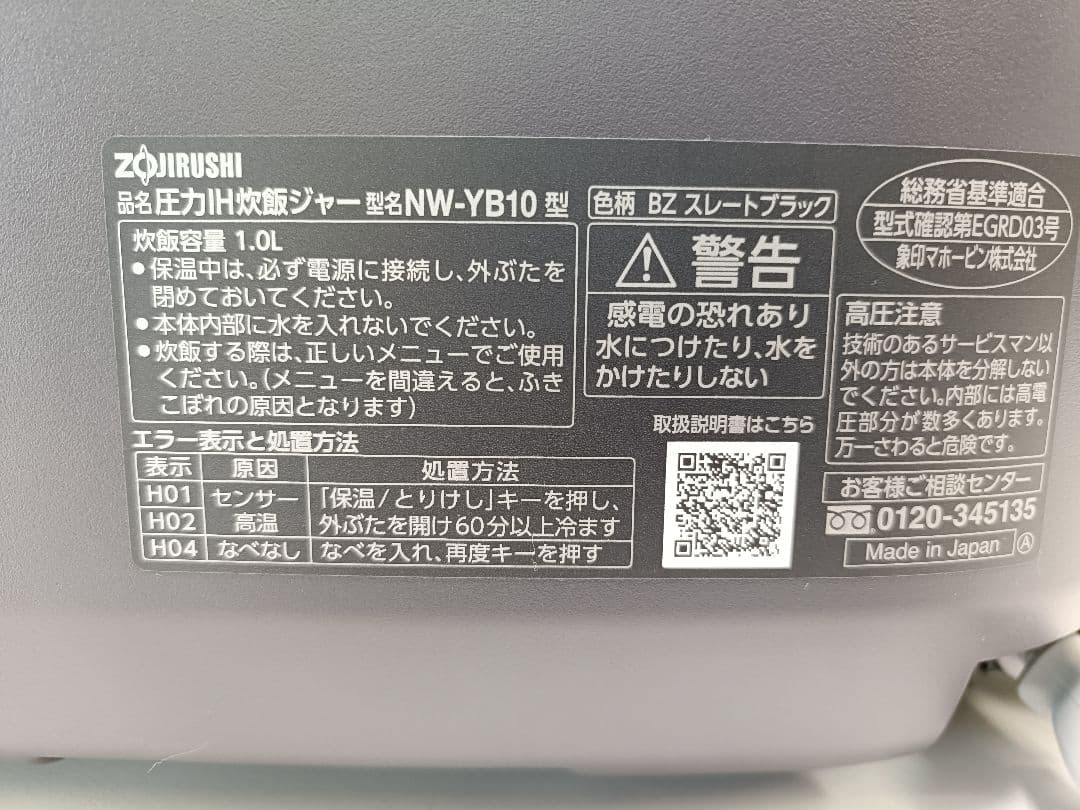 ZOJIRUSHI
品名 圧力IH炊飯ジャー 型名 NW-YB10 型
炊飯容量 1.0L
●保温中は、必ず電源に接続し、外ぶたを
閉めておいてください。
●本体内部に水を入れないでください。
●炊飯する際は、正しいメニューでご使用
ください。(メニューを間違えると、ふき
こぼれの原因となります)
エラー表示と処置方法
表示 原因 処置方法
H01 センサー 「保温/とりけし」キーを押し、
H02 高温 外ぶたを開け60分以上冷ます
H04 なべなし なべを入れ、再度キーを押す
色柄 BZ スレートブラック
警告
感電の恐れあり
水につけたり、水を
かけたりしない
取扱説明書はこちら
総務省基準適合
型式確認第EGRD03号
象印マホービン株式会社
高圧注意
技術のあるサービスマン以
外の方は本体を分解しない
でください。内部には高電
圧部分が数多くあります。
万一さわると危険です。
お客様ご相談センター
0120-345135
Made in Japan Ⓐ